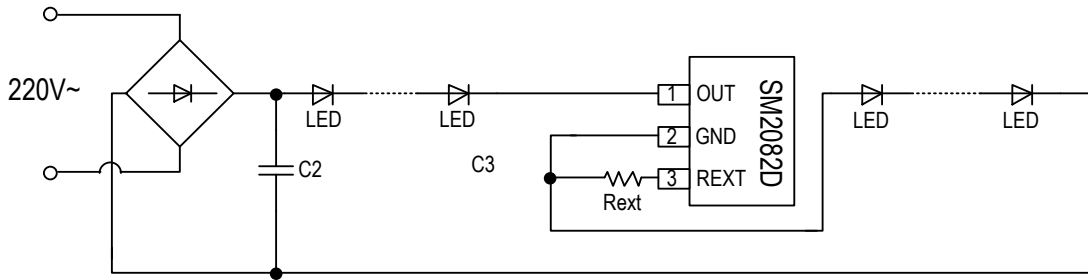 220V~
LED
LED
1 OUT
2 GND
3 REXT
SM2082D
LED
LED
C2
C3
Rext